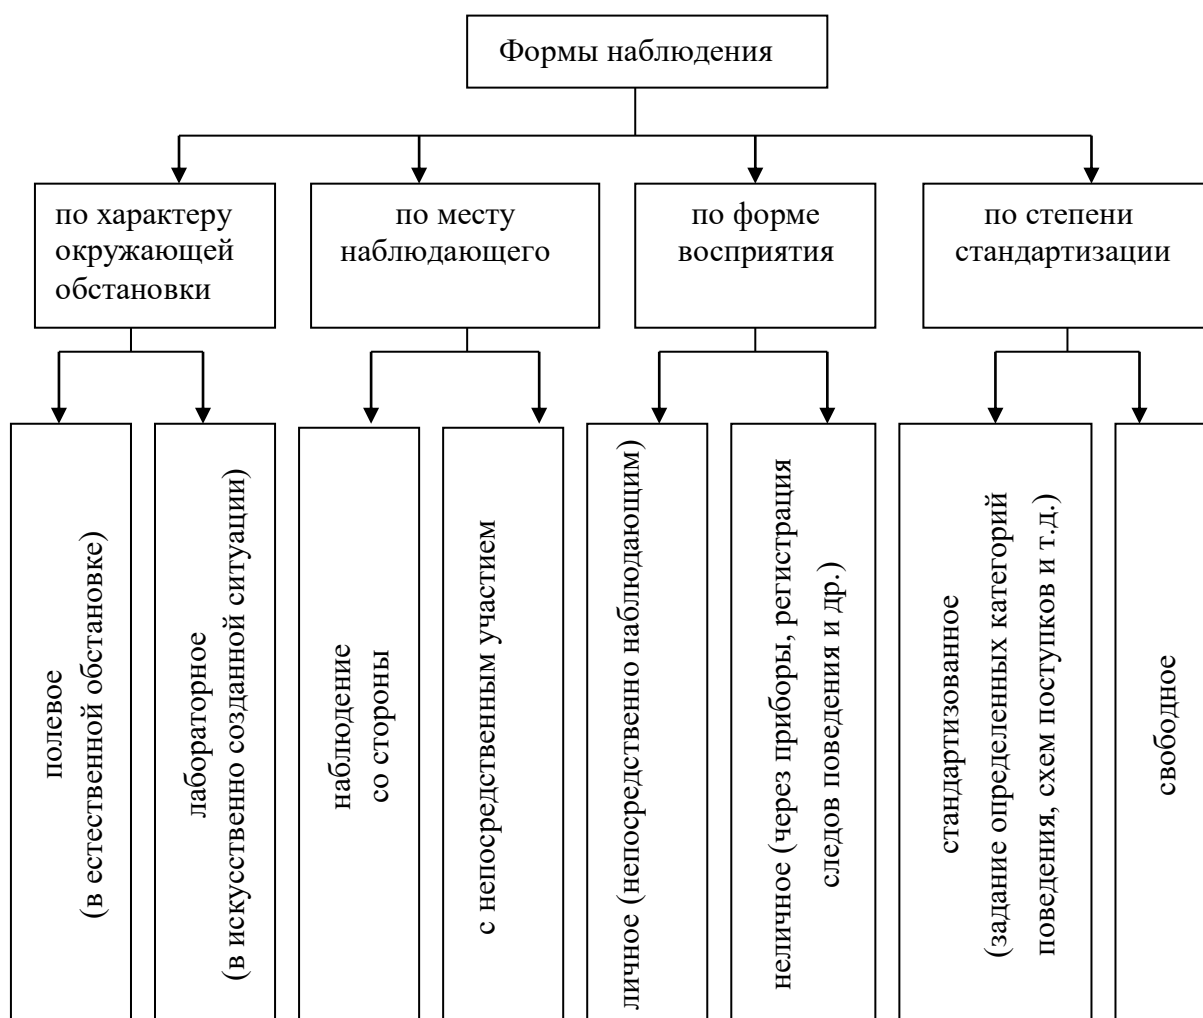 Формы наблюдения
по характеру
окружающей
обстановки
по месту
наблюдающего
по форме
восприятия
по степени
стандартизации
полевое
(в естественной обстановке)
лабораторное
(в искусственно созданной ситуации)
наблюдение
со стороны
с непосредственным участием
личное (непосредственно наблюдающим)
неличное (через приборы, регистрация
следов поведения и др.)
стандартизованное
(задание определенных категорий
поведения, схем поступков и т.д.)
свободное